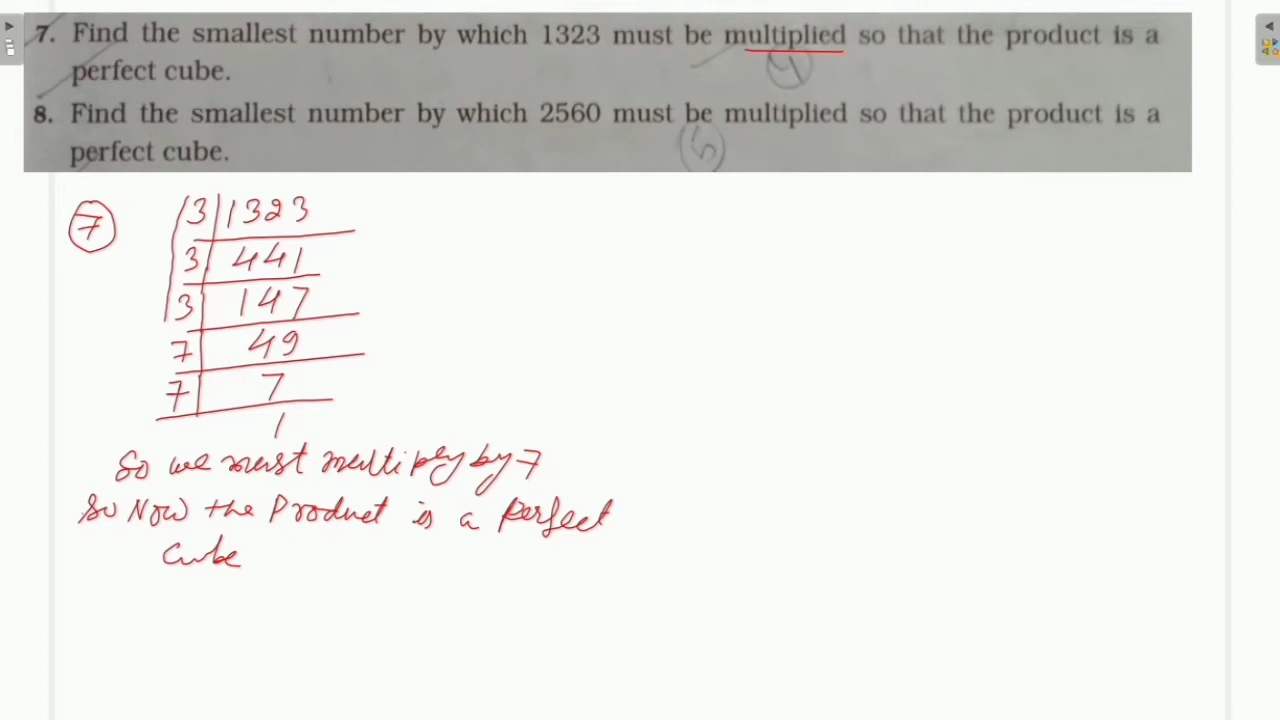 7. Find the smallest number by which 1323 must be multiplied so that the product is a
perfect cube.
8. Find the smallest number by which 2560 must be multiplied so that the product is a
perfect cube.
7
3 1323
3 441
3 147
7 49
7 7
1
So we must multiply by 7
So Now the Product is a Perfect
Cube